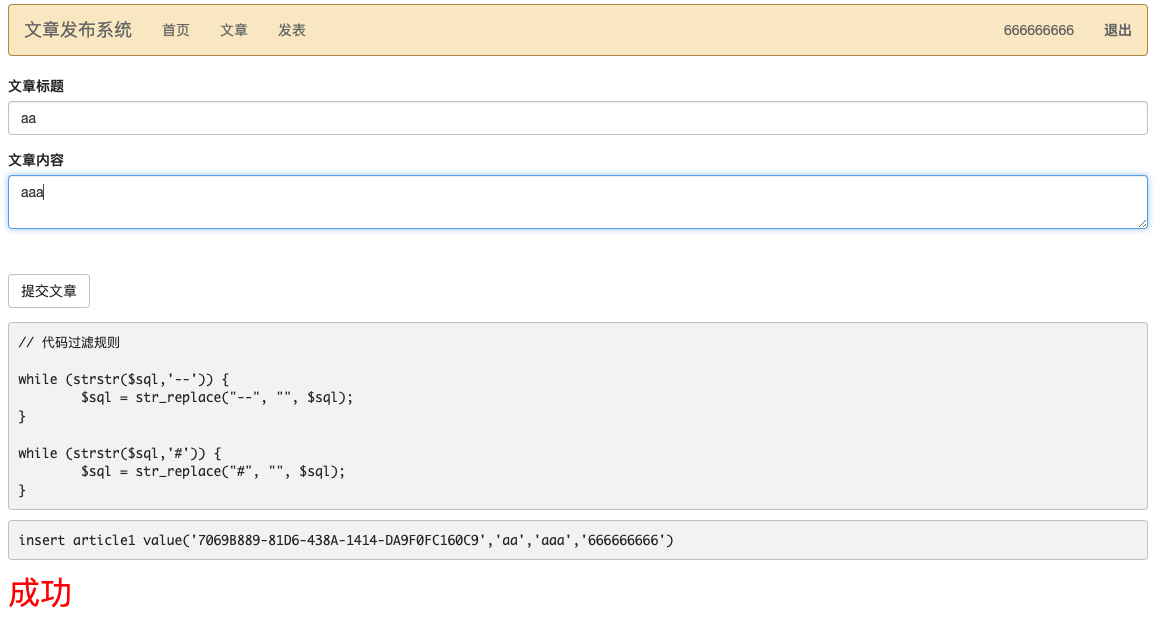 文章发布系统 首页 文章 发表 666666666 退出
文章标题
aa
文章内容
aaa
提交文章
// 代码过滤规则
while (strstr($sql,'--')) {
        $sql = str_replace("--", "", $sql);
}
while (strstr($sql,'#')) {
        $sql = str_replace("#", "", $sql);
}
insert article1 value('7069B889-81D6-438A-1414-DA9F0FC160C9','aa','aaa','666666666')
成功